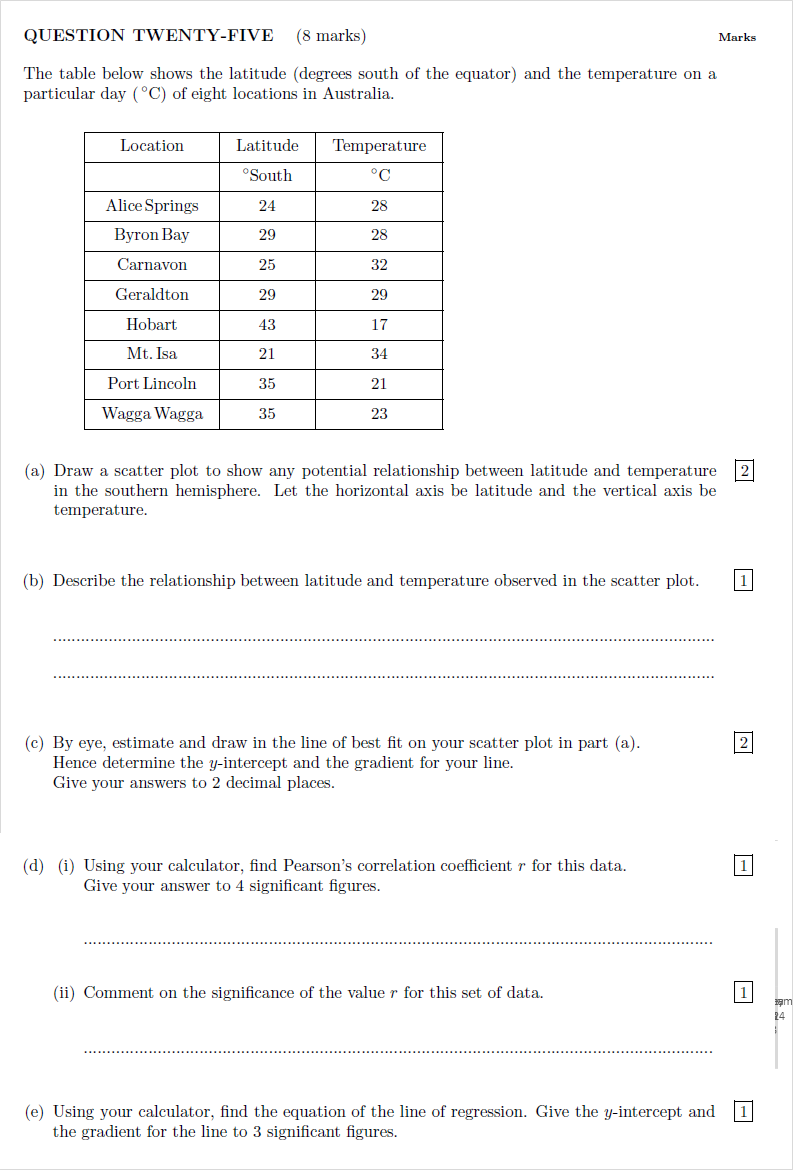 QUESTION TWENTY-FIVE (8 marks) Marks
The table below shows the latitude (degrees south of the equator) and the temperature on a
particular day (°C) of eight locations in Australia.
Location Latitude Temperature
°South °C
Alice Springs 24 28
Byron Bay 29 28
Carnavon 25 32
Geraldton 29 29
Hobart 43 17
Mt. Isa 21 34
Port Lincoln 35 21
Wagga Wagga 35 23
(a) Draw a scatter plot to show any potential relationship between latitude and temperature 2
in the southern hemisphere. Let the horizontal axis be latitude and the vertical axis be
temperature.
(b) Describe the relationship between latitude and temperature observed in the scatter plot. 1
(c) By eye, estimate and draw in the line of best fit on your scatter plot in part (a). 2
Hence determine the y-intercept and the gradient for your line.
Give your answers to 2 decimal places.
(d) (i) Using your calculator, find Pearson's correlation coefficient r for this data. 1
Give your answer to 4 significant figures.
(ii) Comment on the significance of the value r for this set of data. 1
(e) Using your calculator, find the equation of the line of regression. Give the y-intercept and 1
the gradient for the line to 3 significant figures.